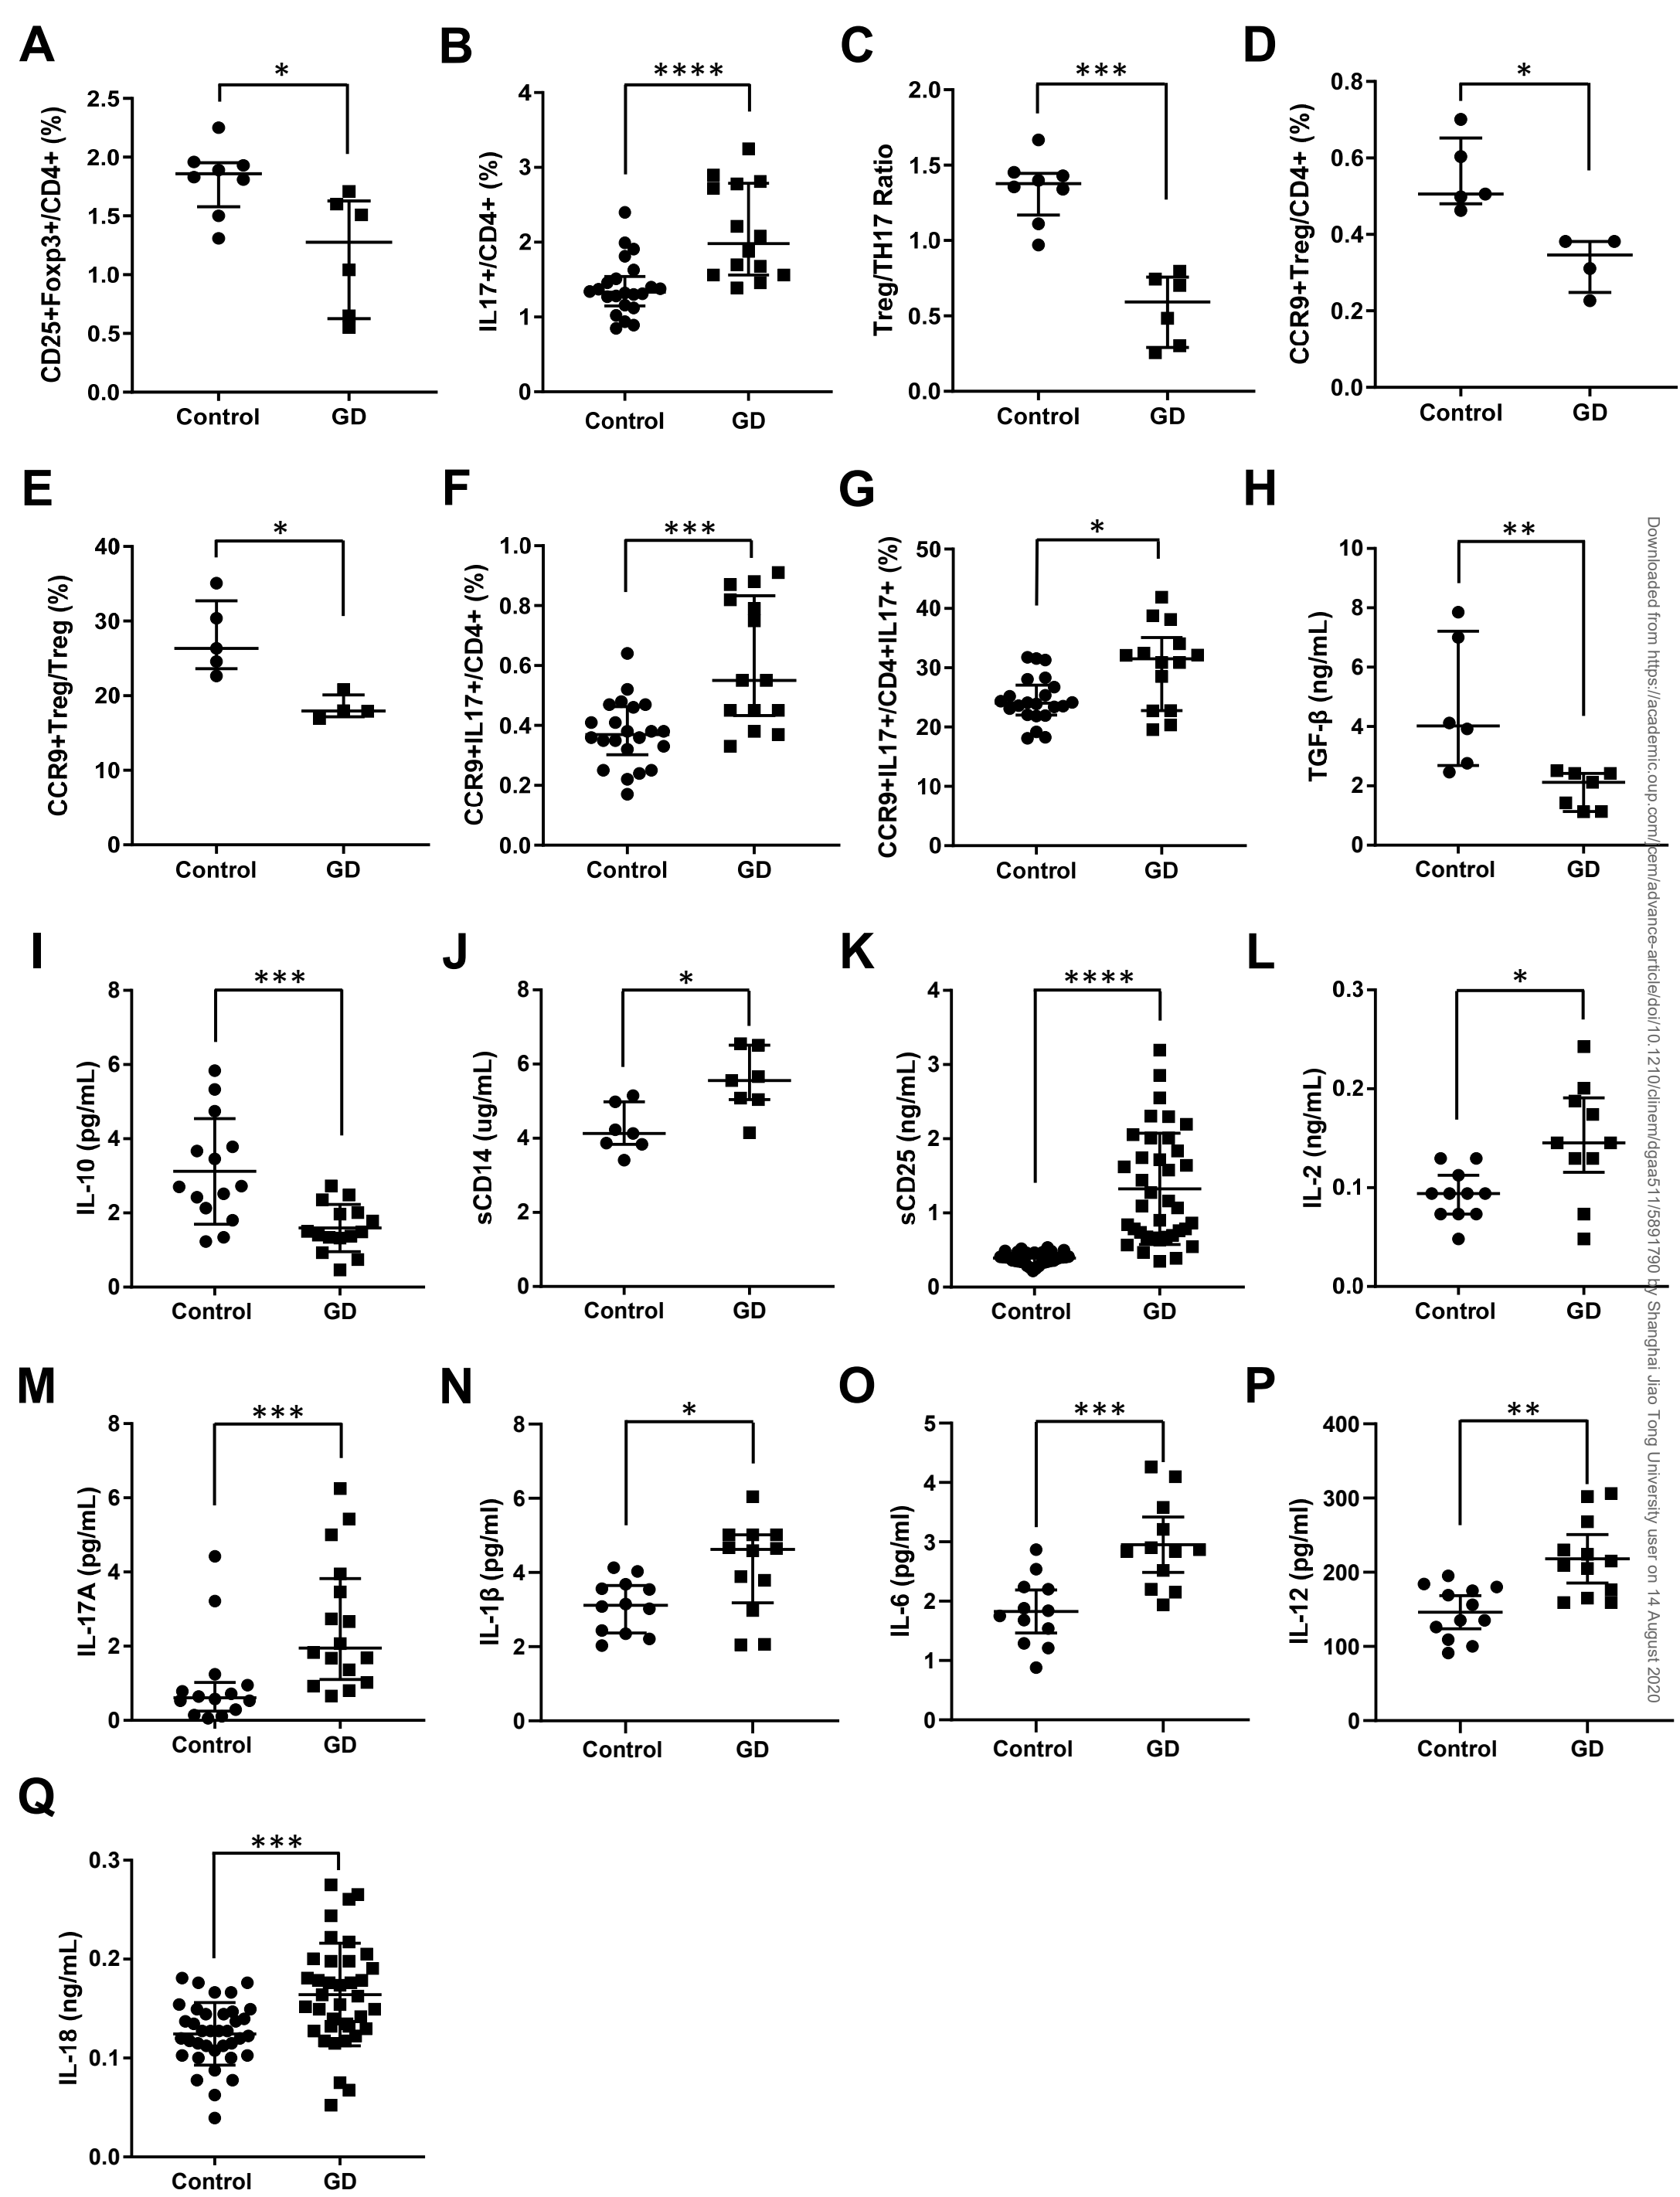 A
B
C
D
*
****
***
*
CD25+Foxp3+/CD4+ (%)
2.5
2.0
1.5
1.0
0.5
0.0
Control
GD
IL17+/CD4+ (%)
4
3
2
1
0
Control
GD
Treg/TH17 Ratio
2.0
1.5
1.0
0.5
0.0
Control
GD
CCR9+Treg/CD4+ (%)
0.8
0.6
0.4
0.2
0.0
Control
GD
E
F
G
H
*
***
*
**
CCR9+Treg/Treg (%)
40
30
20
10
0
Control
GD
CCR9+IL17+/CD4+ (%)
1.0
0.8
0.6
0.4
0.2
0.0
Control
GD
CCR9+IL17+/CD4+IL17+ (%)
50
40
30
20
10
0
Control
GD
TGF-β (ng/mL)
10
8
6
4
2
0
Control
GD
I
J
K
L
***
*
****
*
IL-10 (pg/mL)
8
6
4
2
0
Control
GD
sCD14 (ug/mL)
8
6
4
2
0
Control
GD
sCD25 (ng/mL)
4
3
2
1
0
Control
GD
IL-2 (ng/mL)
0.3
0.2
0.1
0.0
Control
GD
M
N
O
P
***
*
***
**
IL-17A (pg/mL)
8
6
4
2
0
Control
GD
IL-1β (pg/ml)
8
6
4
2
0
Control
GD
IL-6 (pg/ml)
5
4
3
2
1
0
Control
GD
IL-12 (pg/ml)
400
300
200
100
0
Control
GD
Q
***
IL-18 (ng/mL)
0.3
0.2
0.1
0.0
Control
GD
Downloaded from https://academic.oup.com/jcem/advance-article/doi/10.1210/clinem/dgaa511/5891790 by Shanghai Jiao Tong University user on 14 August 2020